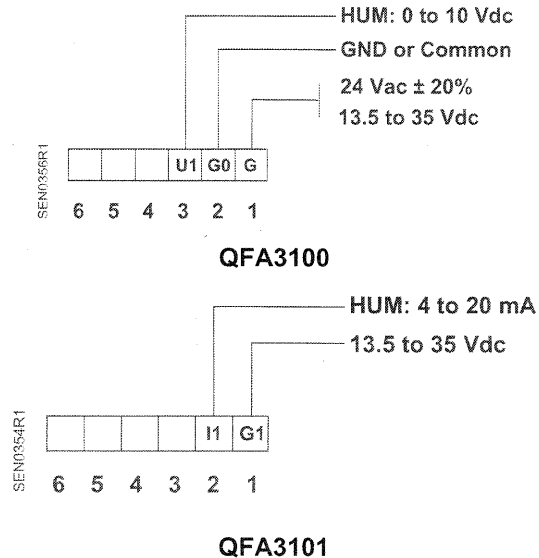 HUM: 0 to 10 Vdc
GND or Common
24 Vac ± 20%
13.5 to 35 Vdc
SEN0356R1
U1 G0 G
6 5 4 3 2 1
QFA3100
HUM: 4 to 20 mA
13.5 to 35 Vdc
SEN0354R1
I1 G1
6 5 4 3 2 1
QFA3101